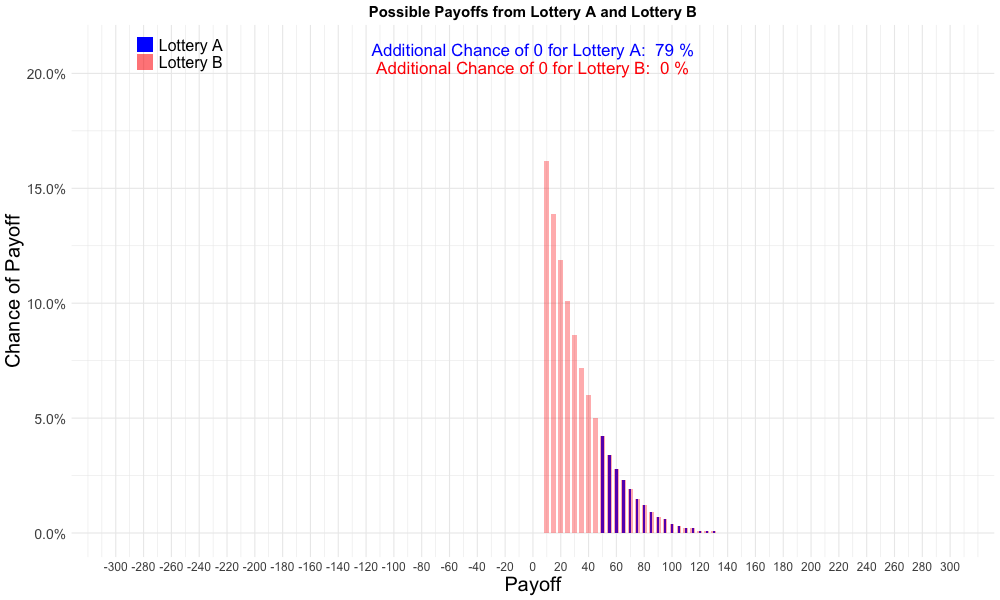 Possible Payoffs from Lottery A and Lottery B
Lottery A
Lottery B
Additional Chance of 0 for Lottery A:  79 %
Additional Chance of 0 for Lottery B:  0 %
20.0%
15.0%
10.0%
5.0%
0.0%
Chance of Payoff
-300 -280 -260 -240 -220 -200 -180 -160 -140 -120 -100 -80 -60 -40 -20 0 20 40 60 80 100 120 140 160 180 200 220 240 260 280 300
Payoff